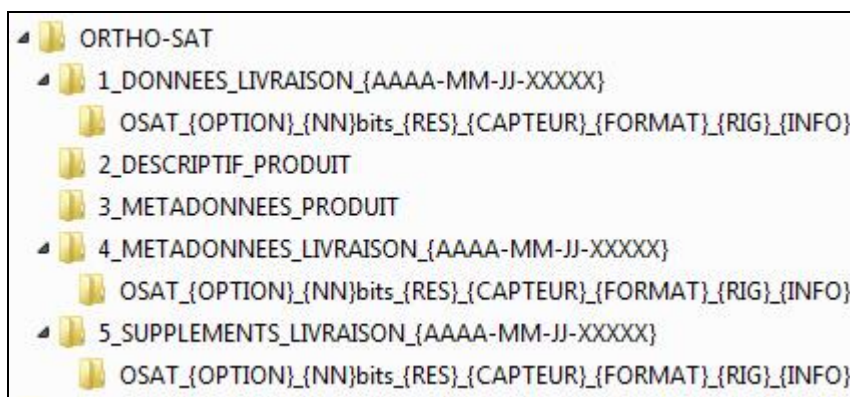 ORTHO-SAT
1_DONNEES_LIVRAISON_{AAAA-MM-JJ-XXXXX}
OSAT_{OPTION}_{NN}bits_{RES}_{CAPTEUR}_{FORMAT}_{RIG}_{INFO}
2_DESCRIPTIF_PRODUIT
3_METADONNEES_PRODUIT
4_METADONNEES_LIVRAISON_{AAAA-MM-JJ-XXXXX}
OSAT_{OPTION}_{NN}bits_{RES}_{CAPTEUR}_{FORMAT}_{RIG}_{INFO}
5_SUPPLEMENTS_LIVRAISON_{AAAA-MM-JJ-XXXXX}
OSAT_{OPTION}_{NN}bits_{RES}_{CAPTEUR}_{FORMAT}_{RIG}_{INFO}